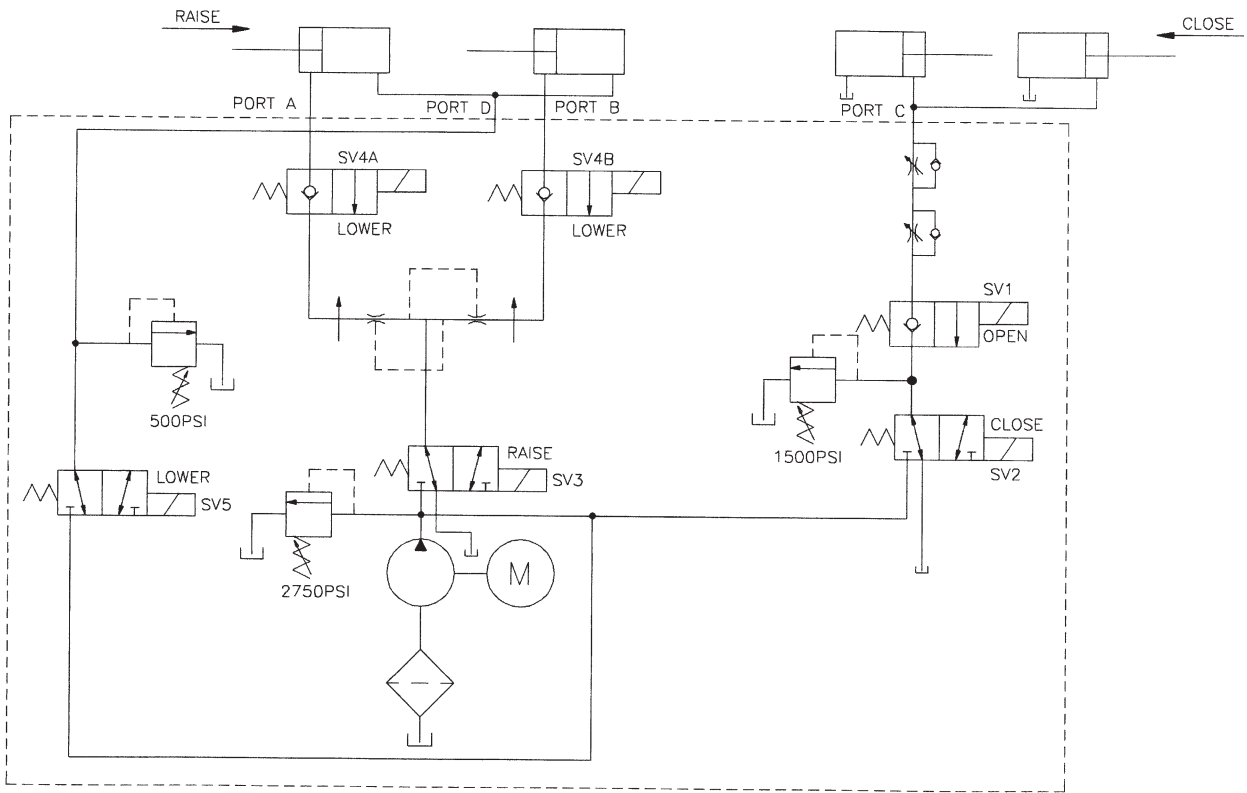 RAISE
CLOSE
PORT A
PORT D
PORT B
PORT C
SV4A
SV4B
LOWER
LOWER
SV1
OPEN
500PSI
1500PSI
CLOSE
SV2
RAISE
SV3
LOWER
SV5
2750PSI
M